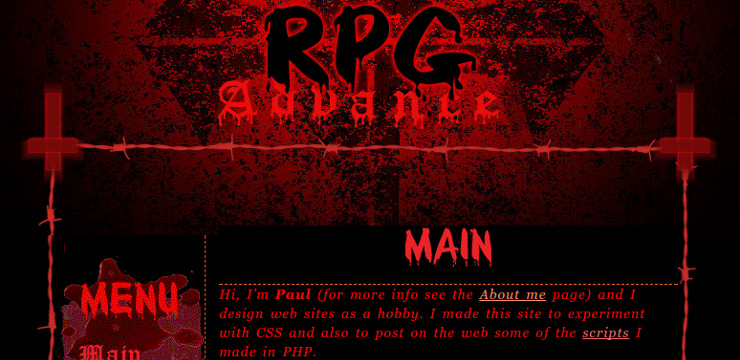 RPG
Advance
MAIN
MENU
Main
Hi, I'm Paul (for more info see the About me page) and I
design web sites as a hobby. I made this site to experiment
with CSS and also to post on the web some of the scripts I
made in PHP.